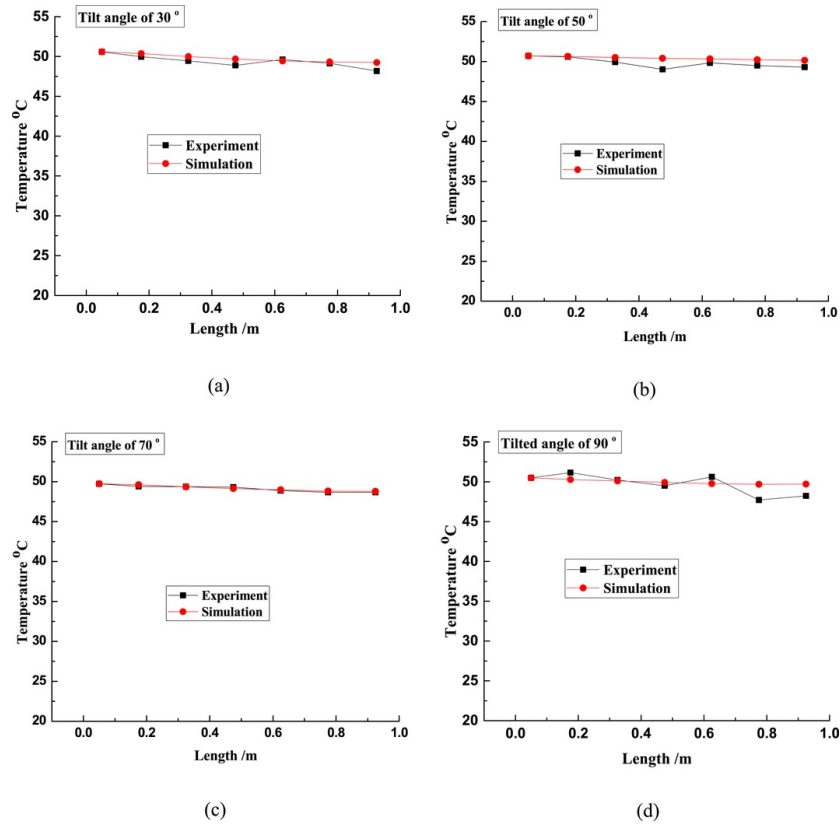 Tilt angle of 30 °
55
50
45
40
35
30
25
20
Temperature °C
Experiment
Simulation
0.0 0.2 0.4 0.6 0.8 1.0
Length /m
(a)
Tilt angle of 50 °
55
50
45
40
35
30
25
20
Temperature °C
Experiment
Simulation
0.0 0.2 0.4 0.6 0.8 1.0
Length /m
(b)
Tilt angle of 70 °
55
50
45
40
35
30
25
20
Temperature °C
Experiment
Simulation
0.0 0.2 0.4 0.6 0.8 1.0
Length /m
(c)
Tilted angle of 90 °
55
50
45
40
35
30
25
20
Temperature °C
Experiment
Simulation
0.0 0.2 0.4 0.6 0.8 1.0
Length /m
(d)